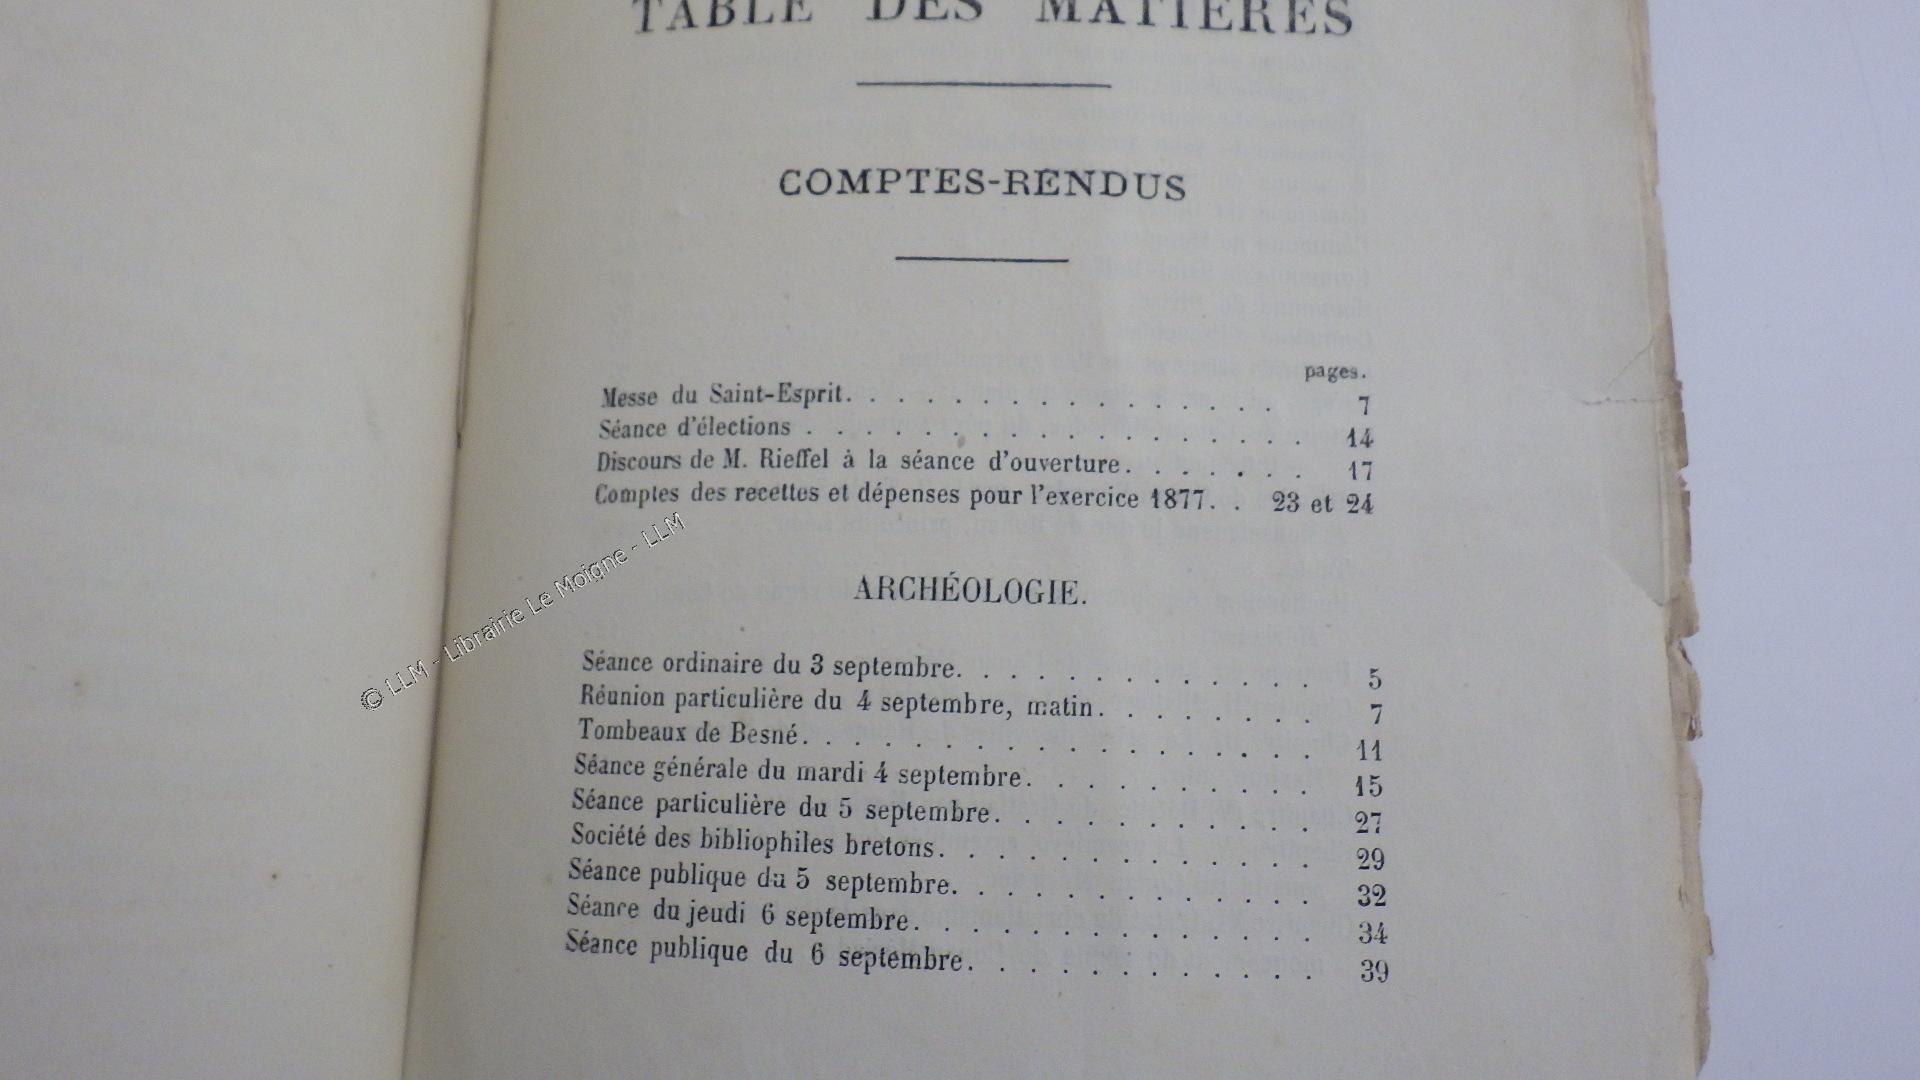 TABLE DES MATIÈRES
COMPTES-RENDUS
pages.
Messe du Saint-Esprit. . . . . . . . . . . . . . . 7
Séance d'élections . . . . . . . . . . . . . . . . . 14
Discours de M. Rieffel à la séance d'ouverture. . . . . . . 17
Comptes des recettes et dépenses pour l'exercice 1877. . 23 et 24
ARCHÉOLOGIE.
Séance ordinaire du 3 septembre. . . . . . . . . . . . 5
Réunion particulière du 4 septembre, matin. . . . . . . . 7
Tombeaux de Besné. . . . . . . . . . . . . . . . . 11
Séance générale du mardi 4 septembre. . . . . . . . . . 15
Séance particulière du 5 septembre. . . . . . . . . . . 27
Société des bibliophiles bretons. . . . . . . . . . . . . 29
Séance publique du 5 septembre. . . . . . . . . . . . 32
Séance du jeudi 6 septembre. . . . . . . . . . . . . . 34
Séance publique du 6 septembre. . . . . . . . . . . . 39
© LLM - Librairie Le Moigne - LLM